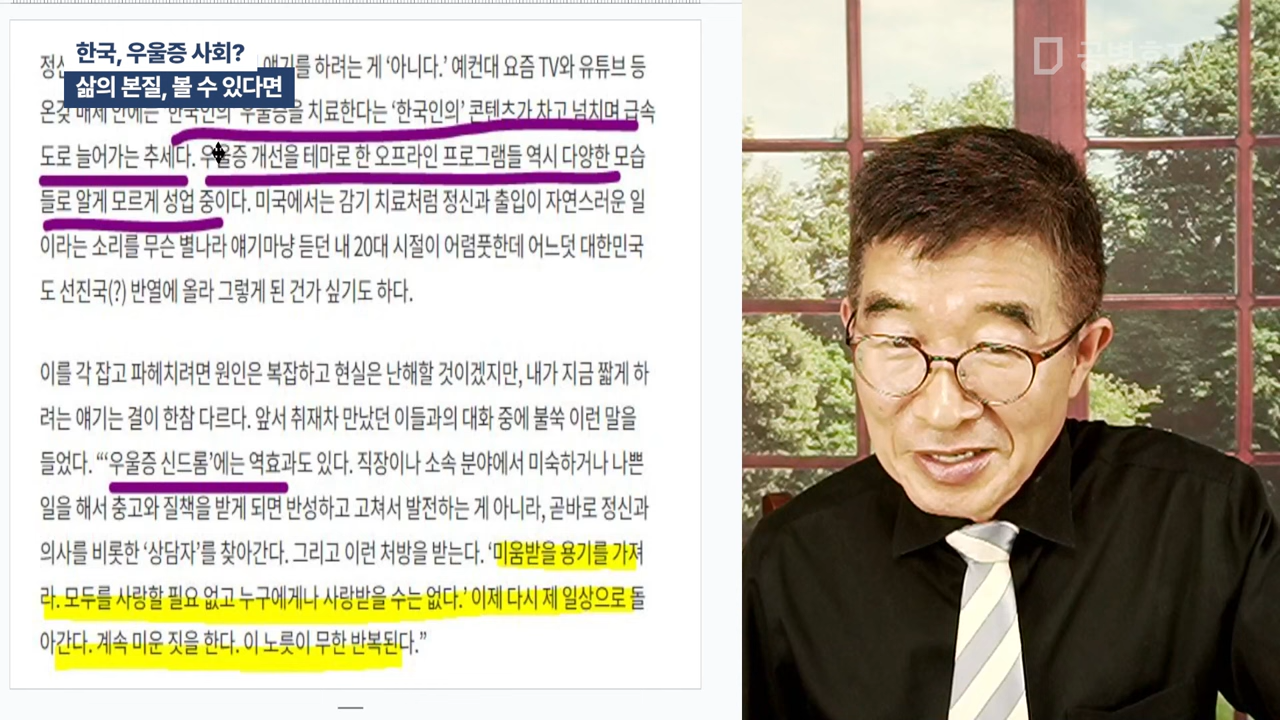 한국, 우울증 사회?
삶의 본질, 볼 수 있다면
공병호TV
얘기를 하려는 게 ‘아니다.’ 예컨대 요즘 TV와 유튜브 등
온갖 매체 안에는 ‘한국인의’ 우울증을 치료한다는 ‘한국인의’ 콘텐츠가 차고 넘치며 급속
도로 늘어가는 추세다. 우울증 개선을 테마로 한 오프라인 프로그램들 역시 다양한 모습
들로 알게 모르게 성업 중이다. 미국에서는 감기 치료처럼 정신과 출입이 자연스러운 일
이라는 소리를 무슨 별나라 얘기마냥 듣던 내 20대 시절이 어렴풋한데 어느덧 대한민국
도 선진국(?) 반열에 올라 그렇게 된 건가 싶기도 하다.
이를 각 잡고 파헤치려면 원인은 복잡하고 현실은 난해할 것이겠지만, 내가 지금 짧게 하
려는 얘기는 결이 한참 다르다. 앞서 취재차 만났던 이들과의 대화 중에 불쑥 이런 말을
들었다. “‘우울증 신드롬’에는 역효과도 있다. 직장이나 소속 분야에서 미숙하거나 나쁜
일을 해서 충고와 질책을 받게 되면 반성하고 고쳐서 발전하는 게 아니라, 곧바로 정신과
의사를 비롯한 ‘상담자’를 찾아간다. 그리고 이런 처방을 받는다. ‘미움받을 용기를 가져
라. 모두를 사랑할 필요 없고 누구에게나 사랑받을 수는 없다.’ 이제 다시 제 일상으로 돌
아간다. 계속 미운 짓을 한다. 이 노릇이 무한 반복된다.”